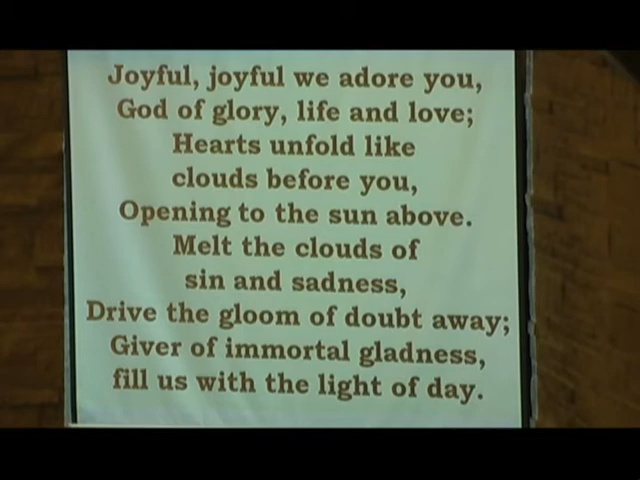 Joyful, joyful we adore you,
God of glory, life and love;
Hearts unfold like
clouds before you,
Opening to the sun above.
Melt the clouds of
sin and sadness,
Drive the gloom of doubt away;
Giver of immortal gladness,
fill us with the light of day.